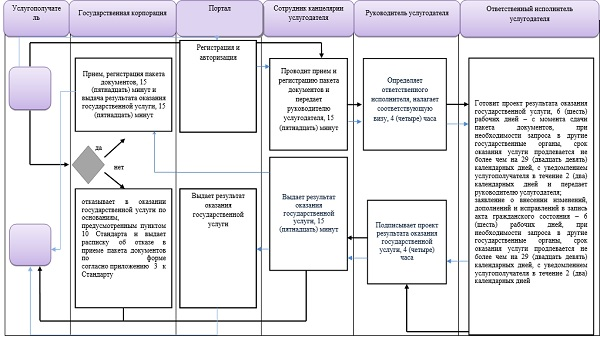 Услугополучате
ль
Государственная корпорация
Портал
Сотрудник канцелярии
услугодателя
Руководитель услугодателя
Ответственный исполнитель
услугодателя
Прием, регистрация пакета
документов, 15
(пятнадцать) минут и
выдача результата оказания
государственной услуги, 15
(пятнадцать) минут
Регистрация и
авторизация
Проводит прием и
регистрацию пакета
документов и
передает
руководителю
услугодателя, 15
(пятнадцать) минут
Определяет
ответственного
исполнителя, налагает
соответствующую
визу, 4 (четыре) часа
Готовит проект результата оказания
государственной услуги, 6 (шесть)
рабочих дней – с момента сдачи
пакета документов, при
необходимости запроса в другие
государственные органы, срок
оказания услуги продлевается не
более чем на 29 (двадцать девять)
календарных дней, с уведомлением
услугополучателя в течение 2 (два)
календарных дней и передает
руководителю услугодателя;
заявление о внесении изменений,
дополнений и исправлений в запись
акта гражданского состояния – 6
(шесть) рабочих дней, при
необходимости запроса в другие
государственные органы, срок
оказания услуги продлевается не
более чем на 29 (двадцать девять)
календарных дней, с уведомлением
услугополучателя в течение 2 (два)
календарных дней
да
нет
отказывает в оказании
государственной услуги по
основаниям,
предусмотренным пунктом
10 Стандарта и выдает
расписку об отказе в
приеме пакета документов
по форме
согласно приложению 3 к
Стандарту
Выдает результат
оказания
государственной
услуги
Выдает результат
оказания
государственной
услуги, 15
(пятнадцать) минут
Подписывает проект
результата оказания
государственной
услуги, 4 (четыре)
часа